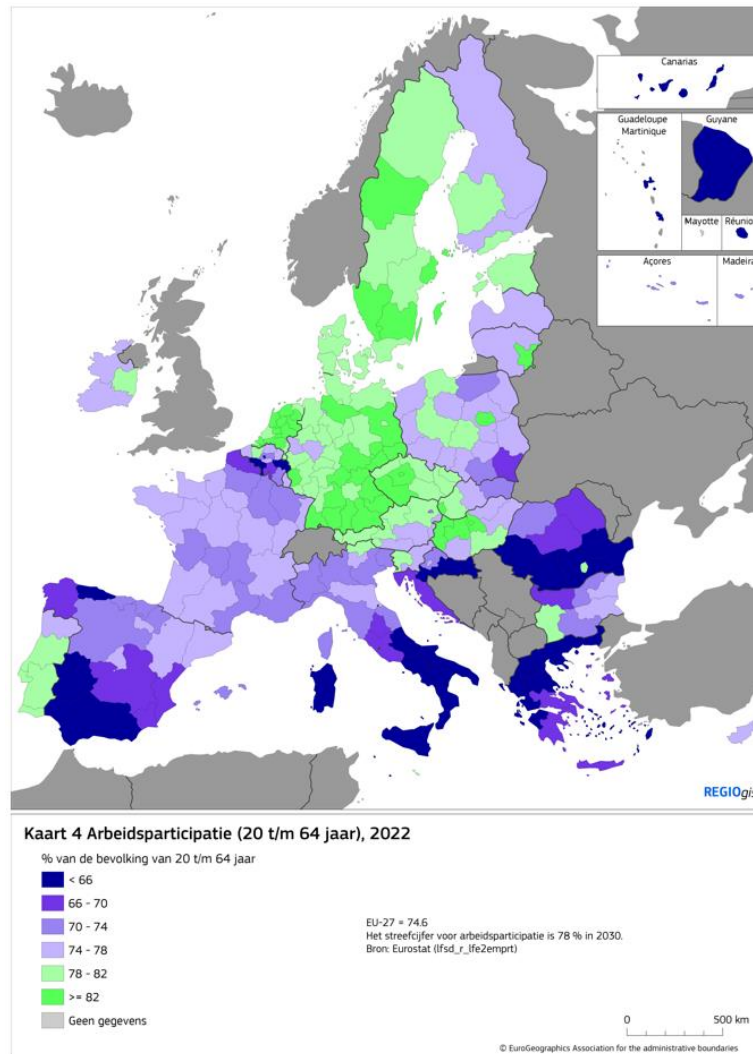 Canarias
Guadeloupe
Martinique
Guyane
Mayotte
Réunion
Açores
Madeira
REGIOgis
Kaart 4 Arbeidsparticipatie (20 t/m 64 jaar), 2022
% van de bevolking van 20 t/m 64 jaar
< 66
66 - 70
70 - 74
74 - 78
78 - 82
>= 82
Geen gegevens
EU-27 = 74.6
Het streefcijfer voor arbeidsparticipatie is 78 % in 2030.
Bron: Eurostat (lfsd_r_lfe2emprt)
0 500 km
© EuroGeographics Association for the administrative boundaries